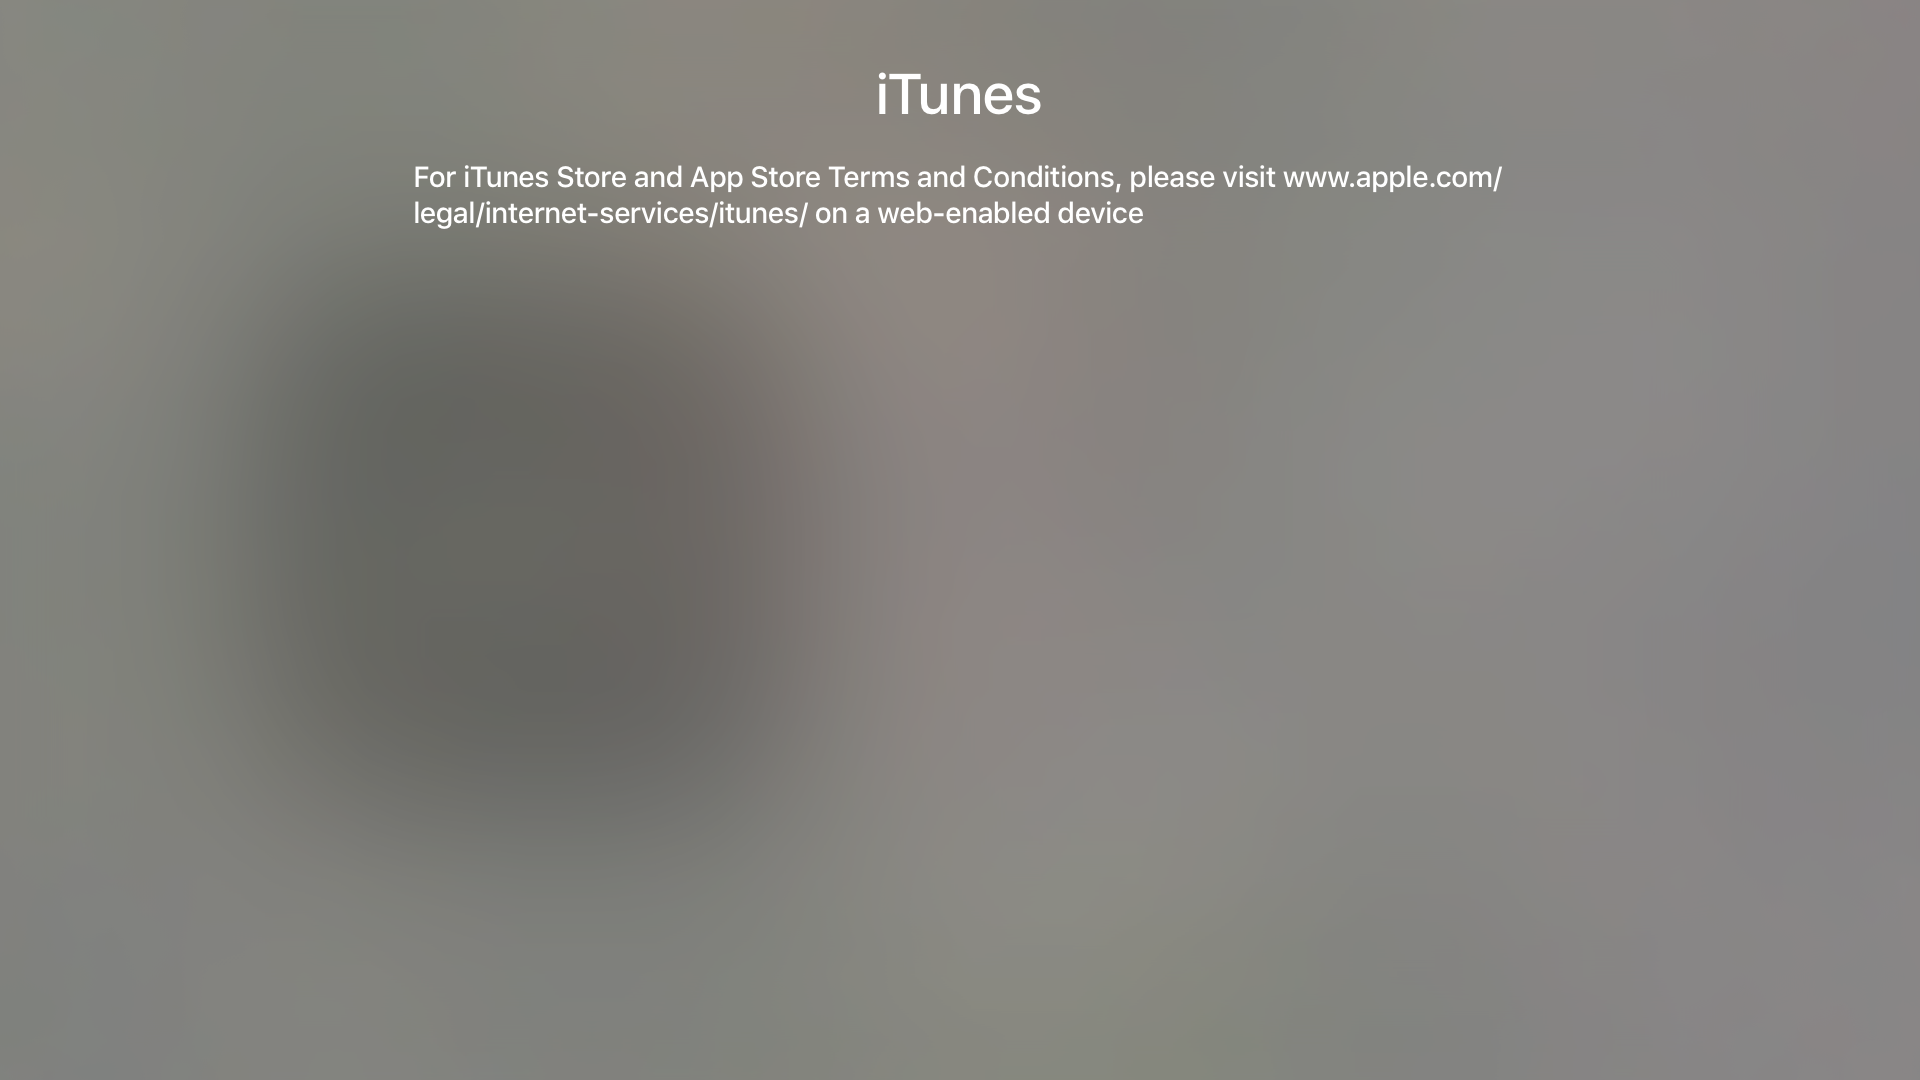 iTunes
For iTunes Store and App Store Terms and Conditions, please visit www.apple.com/
legal/internet-services/itunes/ on a web-enabled device